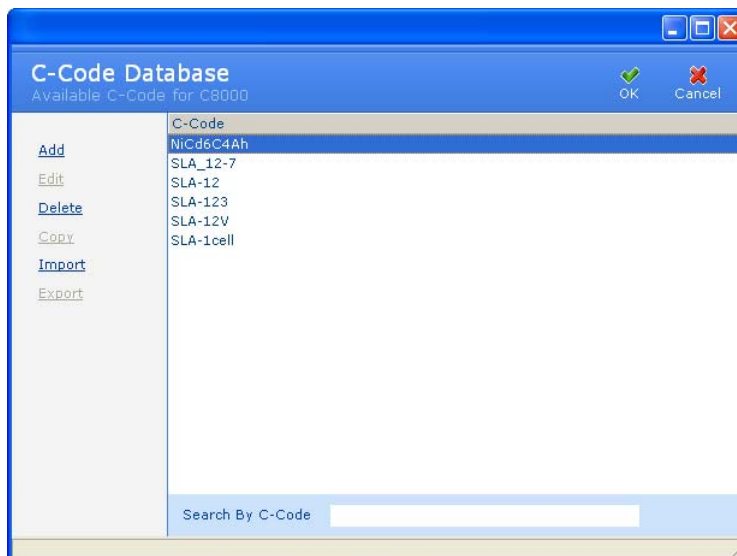 C-Code Database
Available C-Code for C8000
OK
Cancel
Add
Edit
Delete
Copy
Import
Export
C-Code
NiCd6C4Ah
SLA_12-7
SLA-12
SLA-123
SLA-12V
SLA-1cell
Search By C-Code